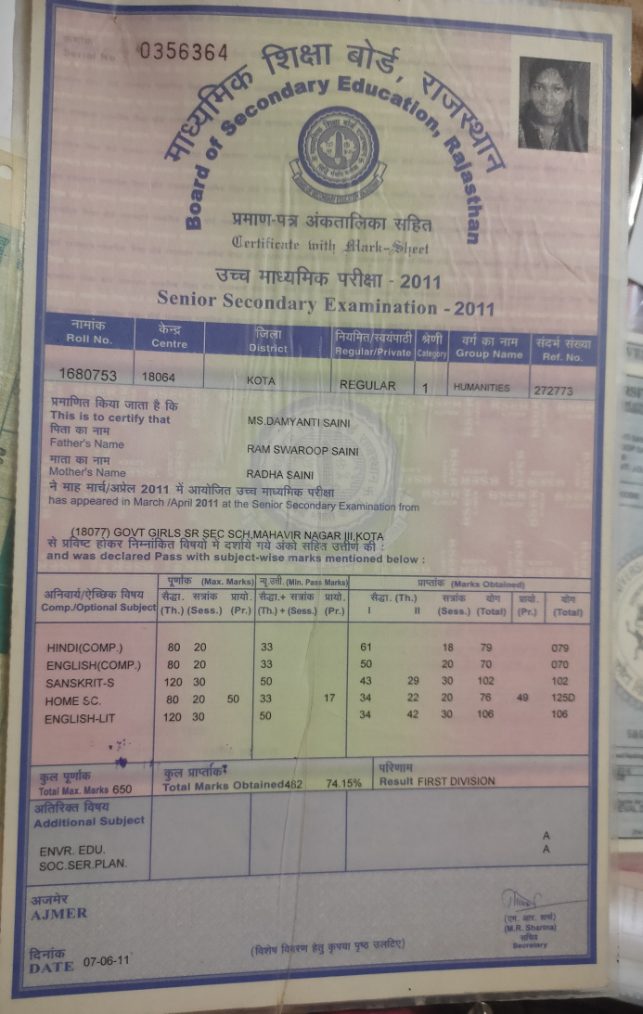 क्रमांक
Serial No. 0356364
माध्यमिक शिक्षा बोर्ड, राजस्थान
Board of Secondary Education, Rajasthan
प्रमाण-पत्र अंकतालिका सहित
Certificate with Mark-Sheet
उच्च माध्यमिक परीक्षा - 2011
Senior Secondary Examination - 2011
नामांक केन्द्र जिला नियमित/स्वयंपाठी श्रेणी वर्ग का नाम संदर्भ संख्या
Roll No. Centre District Regular/Private Category Group Name Ref. No.
1680753 18064 KOTA REGULAR 1 HUMANITIES 272773
प्रमाणित किया जाता है कि
This is to certify that MS.DAMYANTI SAINI
पिता का नाम
Father's Name RAM SWAROOP SAINI
माता का नाम
Mother's Name RADHA SAINI
ने माह मार्च/अप्रेल 2011 में आयोजित उच्च माध्यमिक परीक्षा
has appeared in March /April 2011 at the Senior Secondary Examination from
(18077) GOVT GIRLS SR SEC SCH,MAHAVIR NAGAR III,KOTA
से प्रविष्ट होकर निम्नांकित विषयों में दर्शाये गये अंकों सहित उत्तीर्ण की :
and was declared Pass with subject-wise marks mentioned below :
अनिवार्य/ऐच्छिक विषय पूर्णांक (Max. Marks) न्यू.उत्ती. (Min. Pass Marks) प्राप्तांक (Marks Obtained)
Comp./Optional Subject सैद्धा. सत्रांक प्रायो. सैद्धा.+ सत्रांक प्रायो. सैद्धा. (Th.) सत्रांक योग प्रायो. योग
(Th.) (Sess.) (Pr.) (Th.) + (Sess.) (Pr.) I II (Sess.) (Total) (Pr.) (Total)
HINDI(COMP.) 80 20 33 61 18 79 079
ENGLISH(COMP.) 80 20 33 50 20 70 070
SANSKRIT-S 120 30 50 43 29 30 102 102
HOME SC. 80 20 50 33 17 34 22 20 76 49 125D
ENGLISH-LIT 120 30 50 34 42 30 106 106
कुल पूर्णांक कुल प्राप्तांक परिणाम
Total Max. Marks 650 Total Marks Obtained482 74.15% Result FIRST DIVISION
अतिरिक्त विषय
Additional Subject
ENVR. EDU. A
SOC.SER.PLAN. A
अजमेर
AJMER
(एम. आर. शर्मा)
(M.R. Sharma)
सचिव
Secretary
दिनांक
DATE 07-06-11
(विशेष विवरण हेतु कृपया पृष्ठ उलटिए)